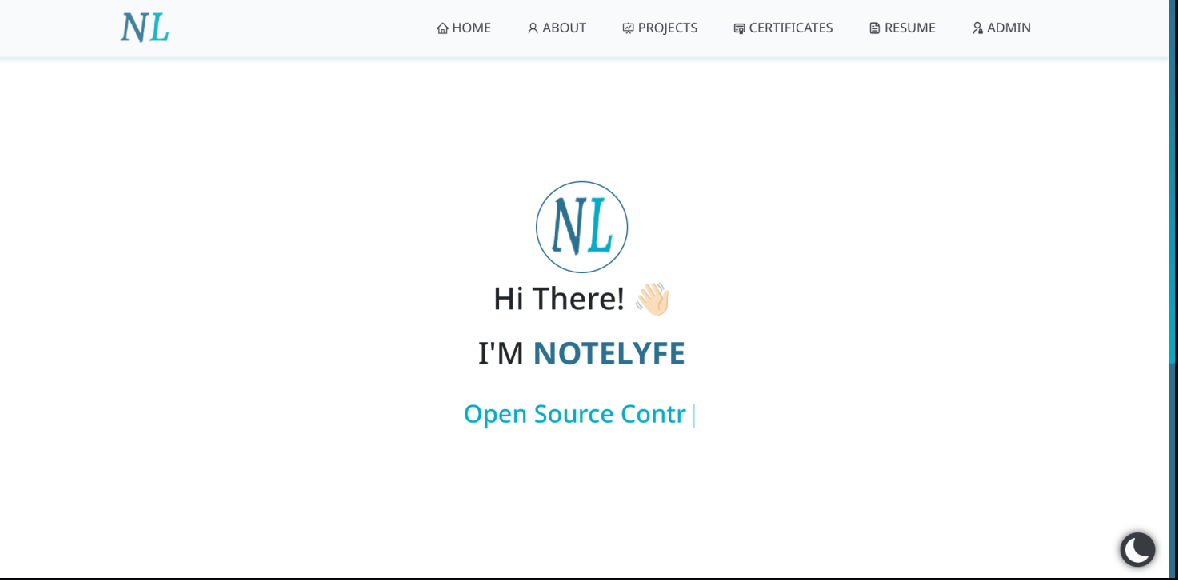 NL
HOME ABOUT PROJECTS CERTIFICATES RESUME ADMIN
NL
Hi There! 👋🏻
I'M NOTELYFE
Open Source Contr|